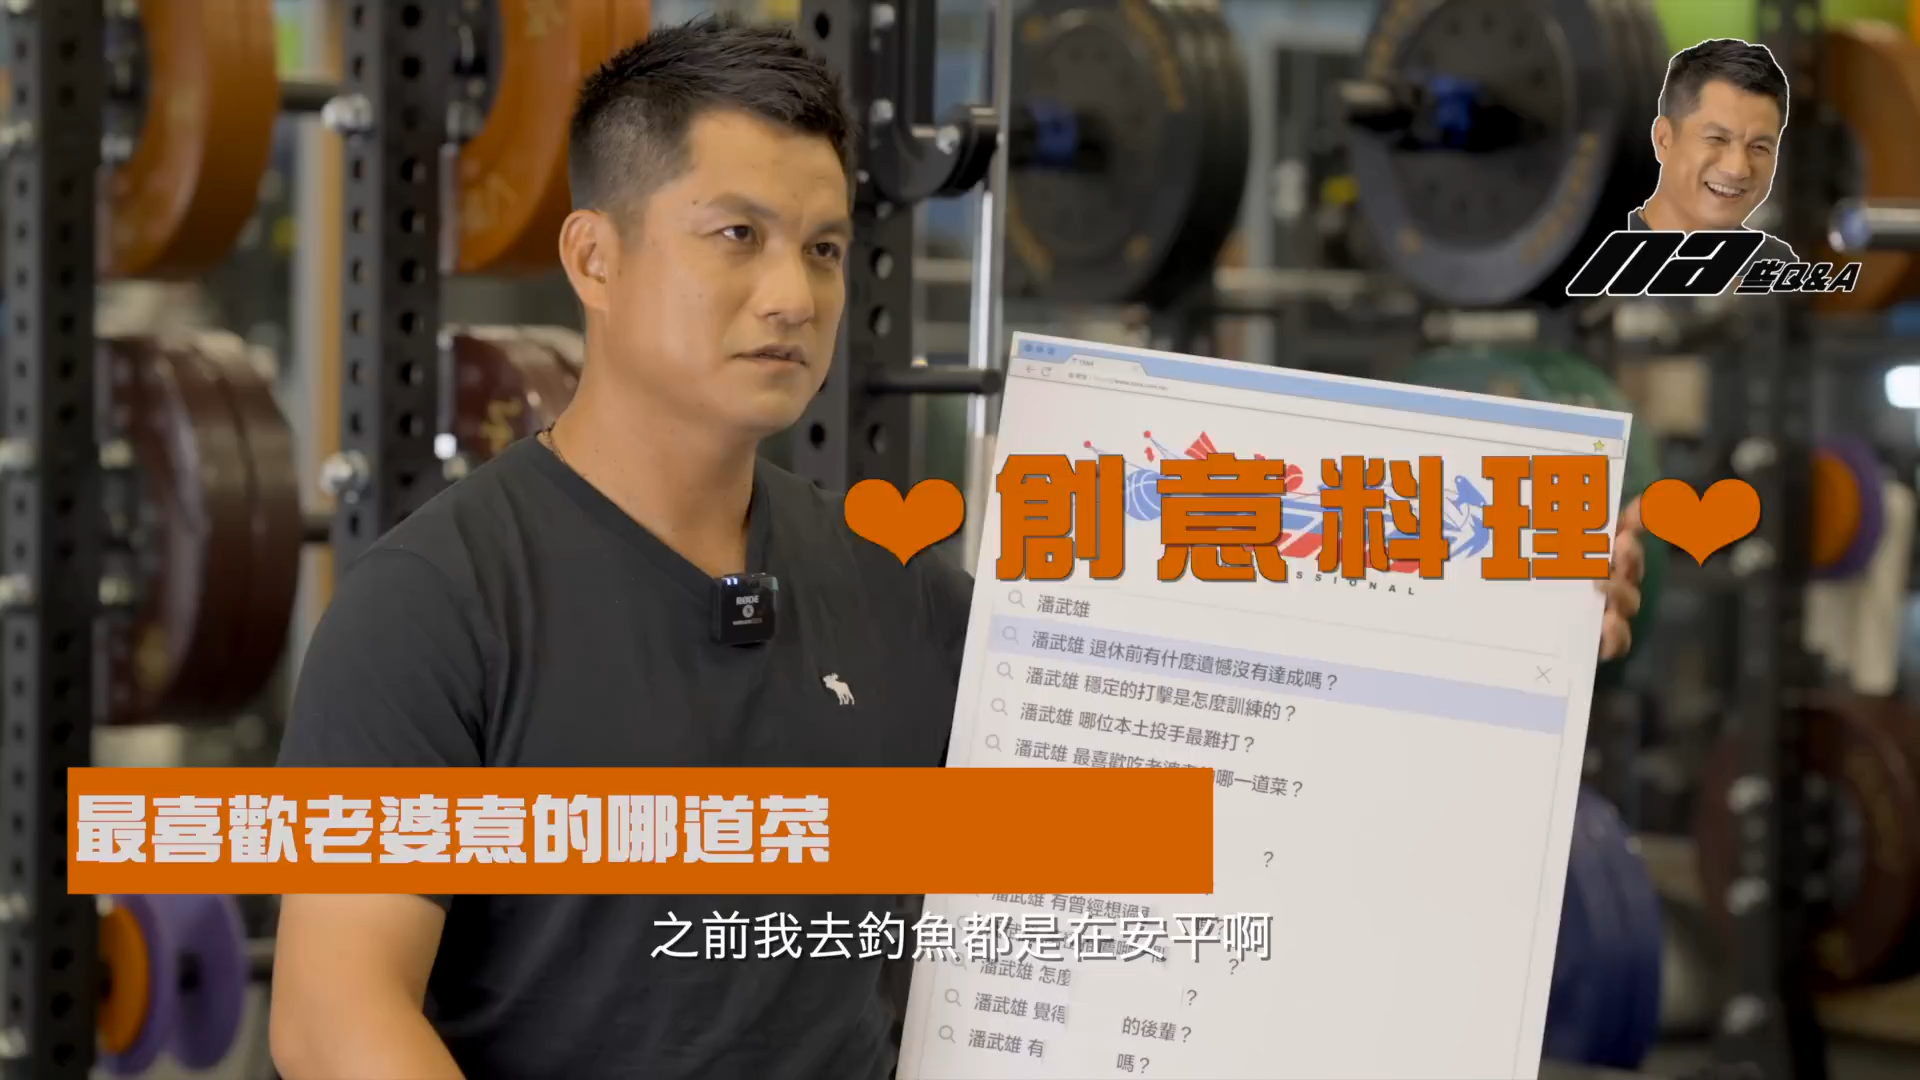 na些Q&A
創意料理
SSIONAL
潘武雄
潘武雄 退休前有什麼遺憾沒有達成嗎？
潘武雄 穩定的打擊是怎麼訓練的？
潘武雄 哪位本土投手最難打？
潘武雄 最喜歡吃老婆煮的哪一道菜？
RODE
最喜歡老婆煮的哪道菜
？
潘武雄 有曾經想過
之前我去釣魚都是在安平啊
？
潘武雄 怎麼
？
潘武雄 覺得
的後輩？
潘武雄 有
嗎？